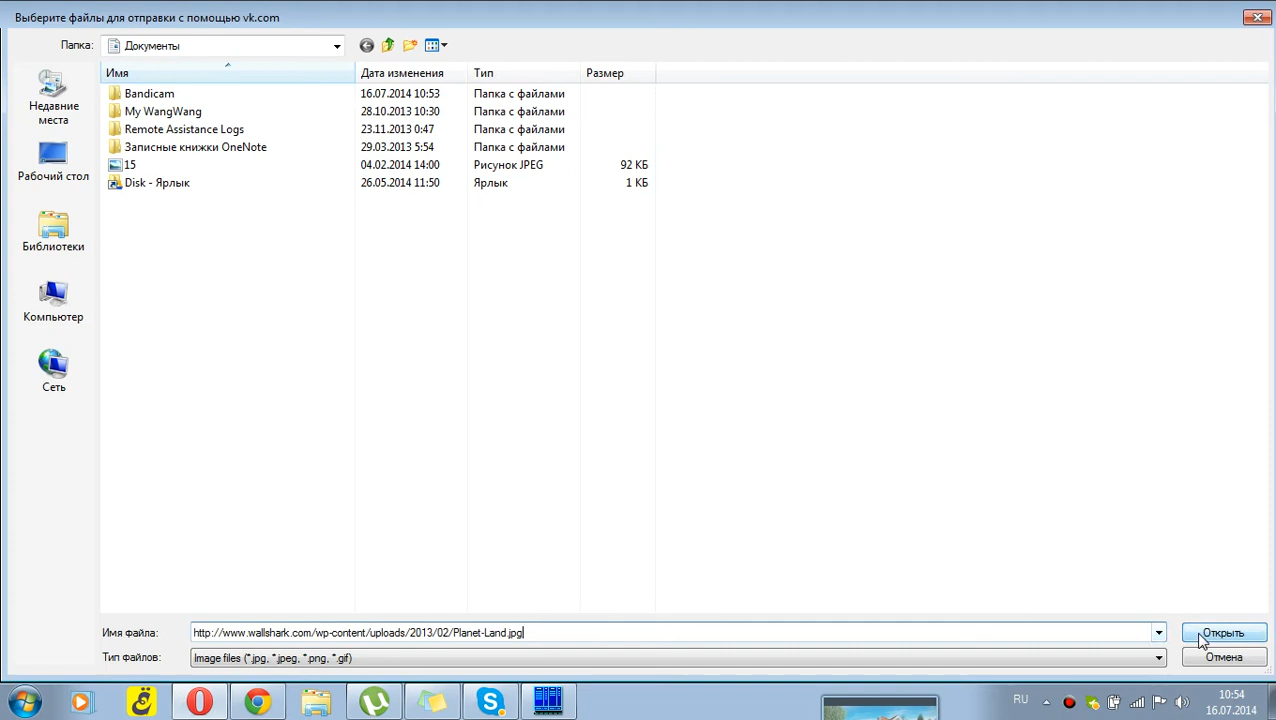 Выберите файлы для отправки с помощью vk.com
Папка: Документы
Имя Дата изменения Тип Размер
Bandicam 16.07.2014 10:53 Папка с файлами
My WangWang 28.10.2013 10:30 Папка с файлами
Remote Assistance Logs 23.11.2013 0:47 Папка с файлами
Записные книжки OneNote 29.03.2013 5:54 Папка с файлами
15 04.02.2014 14:00 Рисунок JPEG 92 КБ
Disk - Ярлык 26.05.2014 11:50 Ярлык 1 КБ
Недавние
места
Рабочий стол
Библиотеки
Компьютер
Сеть
Имя файла: http://www.wallshark.com/wp-content/uploads/2013/02/Planet-Land.jpg Открыть
Тип файлов: Image files (*.jpg, *.jpeg, *.png, *.gif) Отмена
RU 10:54
16.07.2014